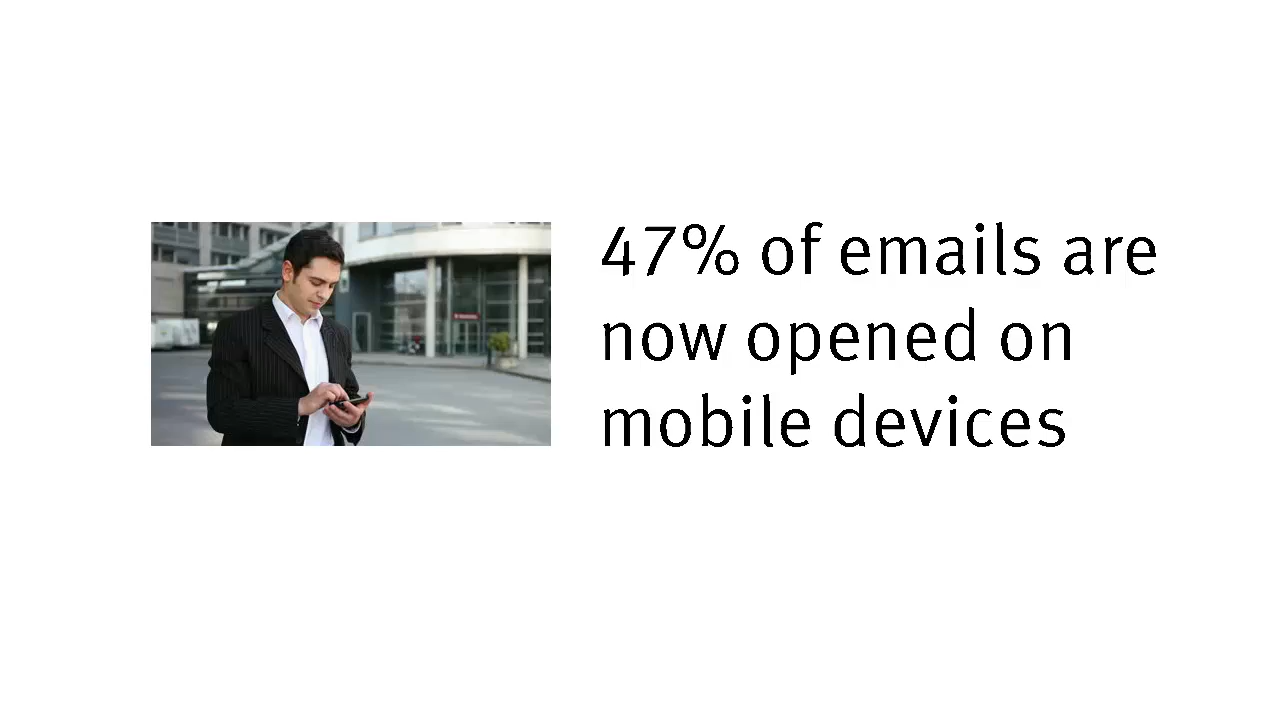 47% of emails are
now opened on
mobile devices